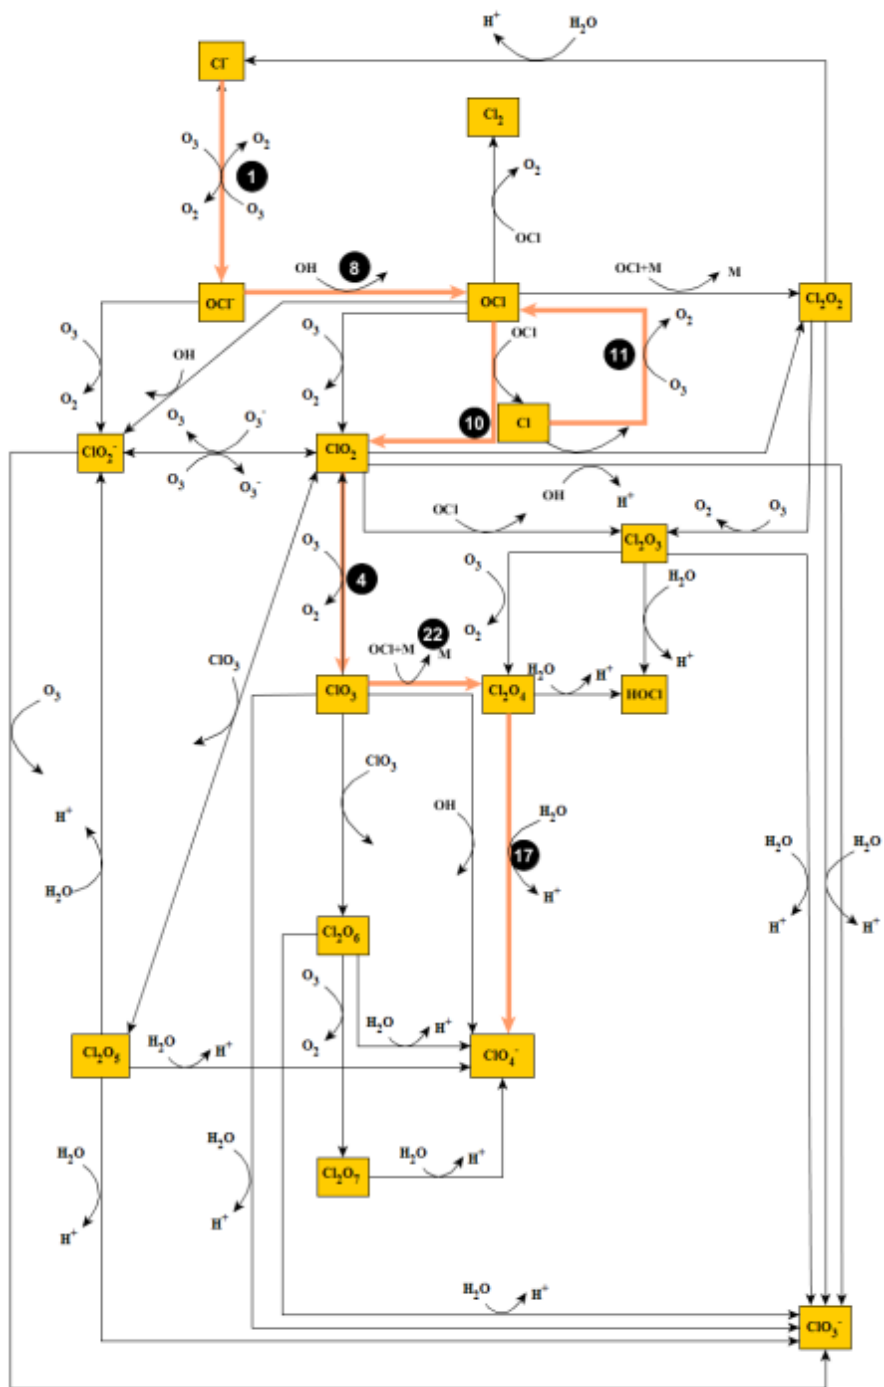 H⁺ H₂O
Cl⁻
Cl₂
O₃ O₂
1
O₂ O₃
O₂
OCl
OH 8
OCl+M M
OCl⁻ OCl Cl₂O₂
O₃ O₃ OCl O₂
OH 11
O₂ O₂ O₃
O₃ O₃⁻ 10 Cl
ClO₂⁻ ClO₂
O₃ O₃⁻ OH H⁺
OCl O₂ O₃
Cl₂O₃
O₃ O₃ H₂O
4
O₂ O₂
22
ClO₃ OCl+M M H₂O H⁺ H⁺
O₃ ClO₃ Cl₂O₄ HOCl
ClO₃
OH H₂O
H⁺ H₂O H₂O
17
H₂O H⁺
H⁺ H⁺
Cl₂O₆
O₃
H₂O H⁺
H₂O H⁺ O₂
Cl₂O₅ ClO₄⁻
H₂O H₂O
H₂O H⁺
Cl₂O₇
H⁺ H⁺
H₂O H⁺
ClO₃⁻